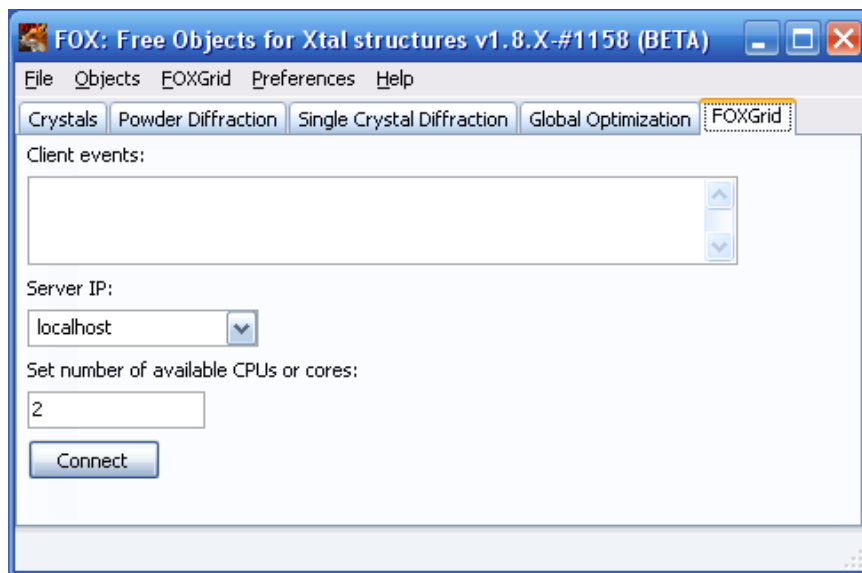 FOX: Free Objects for Xtal structures v1.8.X-#1158 (BETA)
File Objects FOXGrid Preferences Help
Crystals Powder Diffraction Single Crystal Diffraction Global Optimization FOXGrid
Client events:
Server IP:
localhost
Set number of available CPUs or cores:
2
Connect